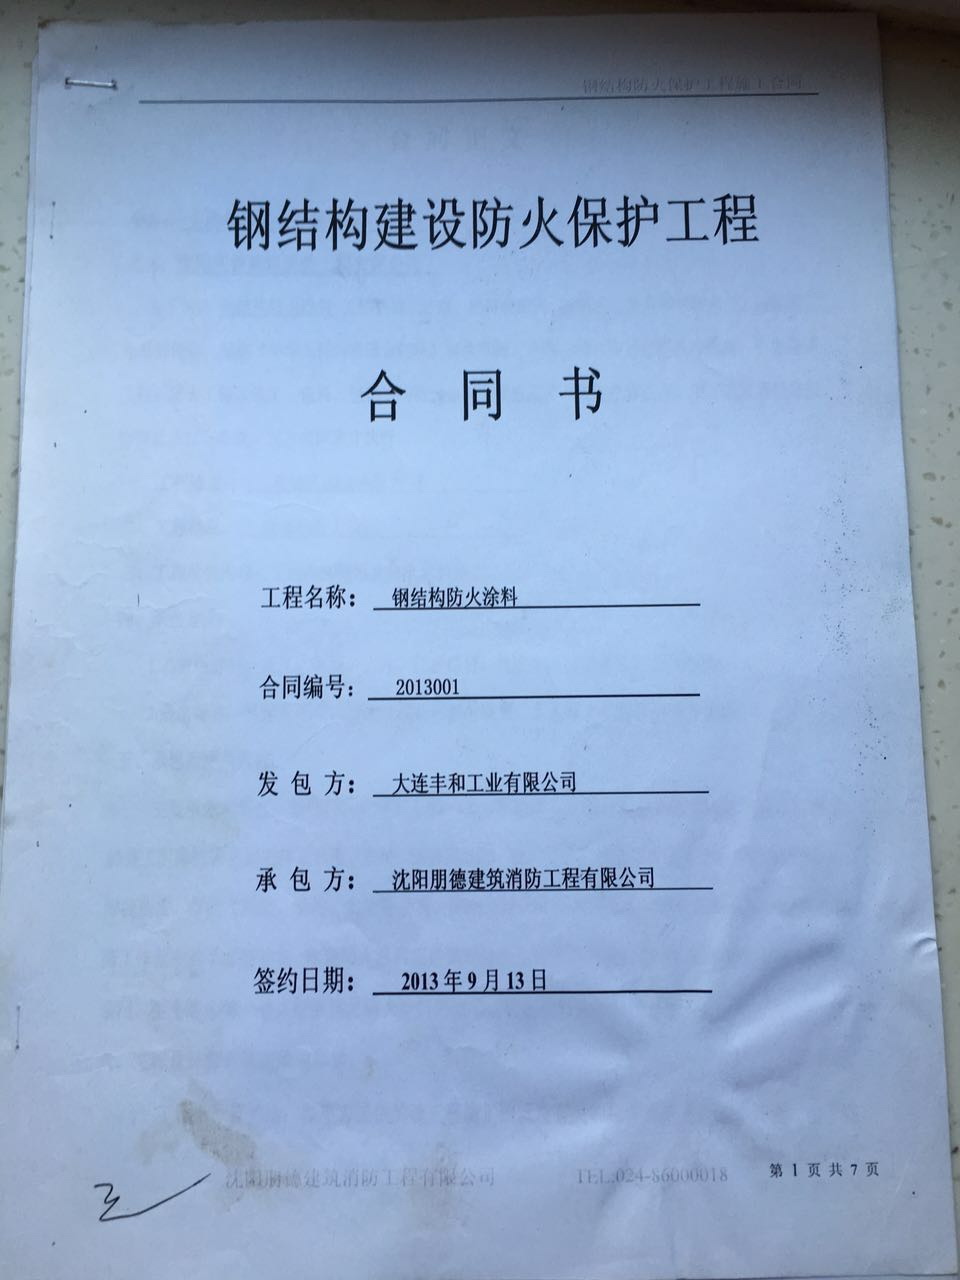 钢结构防火保护工程施工合同
钢结构建设防火保护工程
合 同 书
工程名称： 钢结构防火涂料
合同编号： 2013001
发 包 方： 大连丰和工业有限公司
承 包 方： 沈阳朋德建筑消防工程有限公司
签约日期： 2013年9月13日
沈阳朋德建筑消防工程有限公司 TEL:024-86000018 第 1 页 共 7 页